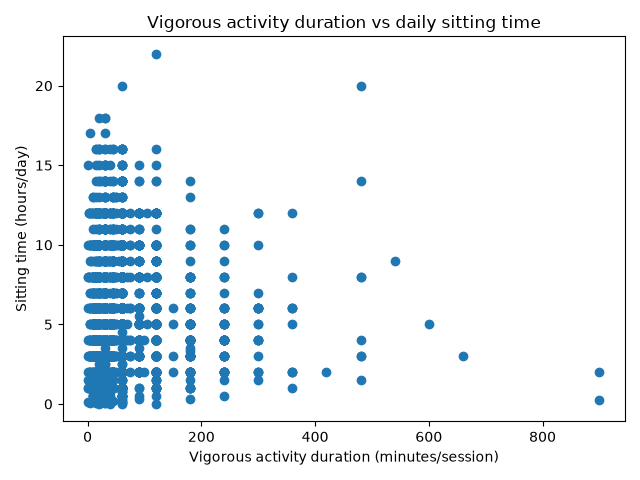 Vigorous activity duration vs daily sitting time
20
15
10
5
0
Sitting time (hours/day)
0 200 400 600 800
Vigorous activity duration (minutes/session)